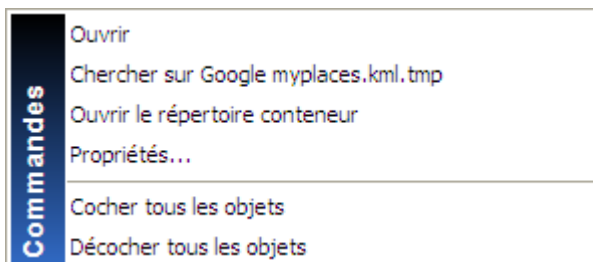 Commandes
Ouvrir
Chercher sur Google myplaces.kml.tmp
Ouvrir le répertoire conteneur
Propriétés...
Cocher tous les objets
Décocher tous les objets